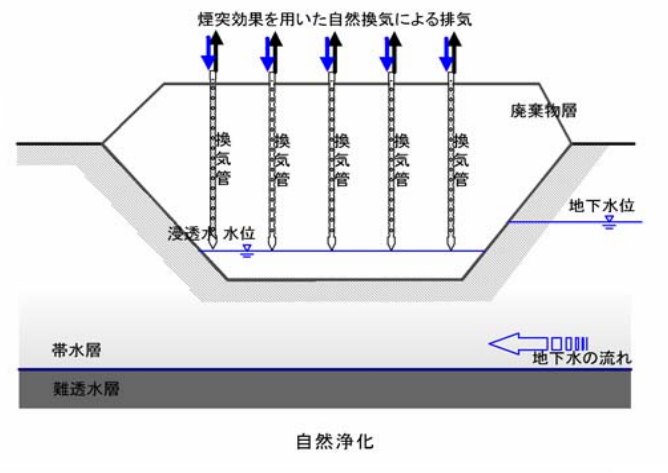 煙突効果を用いた自然換気による排気
廃棄物層
換気管
換気管
換気管
換気管
換気管
地下水位
浸透水 水位
帯水層
地下水の流れ
難透水層
自然浄化